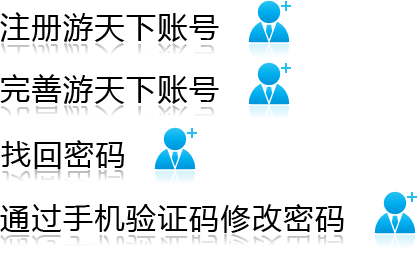 注册游天下账号
完善游天下账号
找回密码
通过手机验证码修改密码